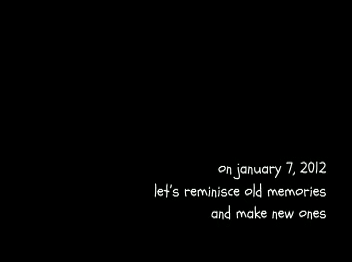 on january 7, 2012
let's reminisce old memories
and make new ones